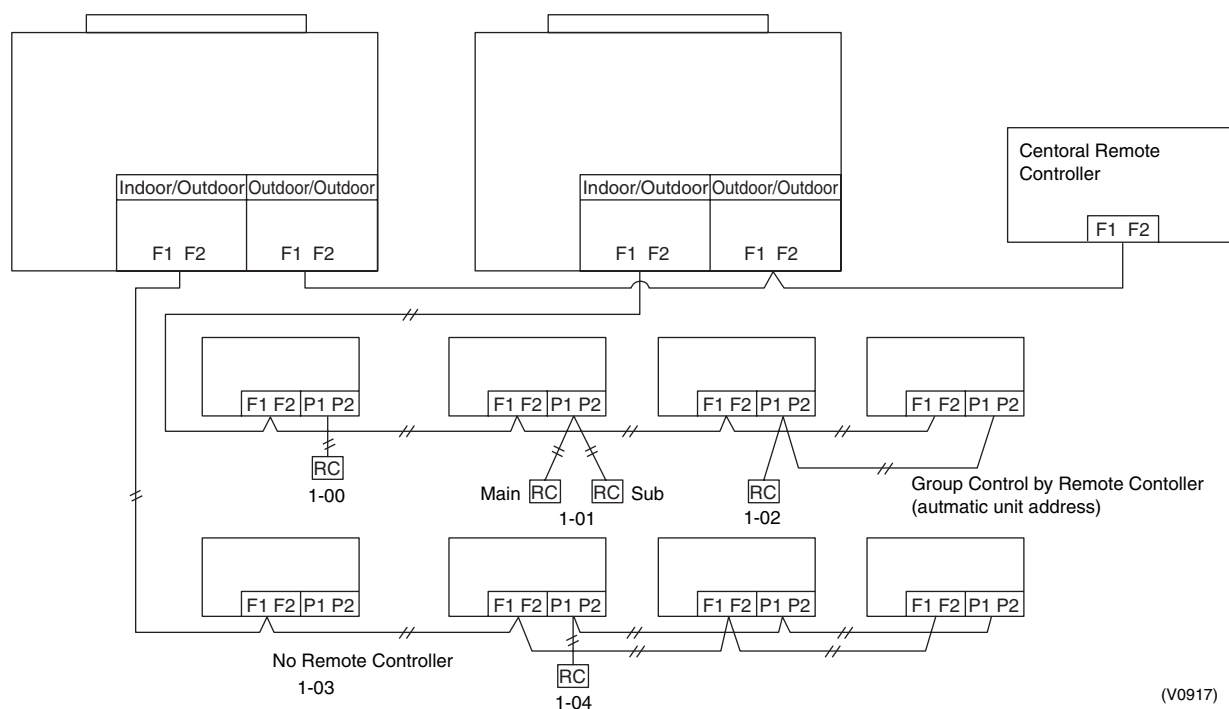 Indoor/Outdoor Outdoor/Outdoor
F1 F2 F1 F2
Indoor/Outdoor Outdoor/Outdoor
F1 F2 F1 F2
Centoral Remote
Controller
F1 F2
F1 F2 P1 P2
F1 F2 P1 P2
F1 F2 P1 P2
F1 F2 P1 P2
RC
1-00
Main RC RC Sub
1-01
RC
1-02
Group Control by Remote Contoller
(autmatic unit address)
F1 F2 P1 P2
F1 F2 P1 P2
F1 F2 P1 P2
F1 F2 P1 P2
No Remote Controller
1-03
RC
1-04
(V0917)